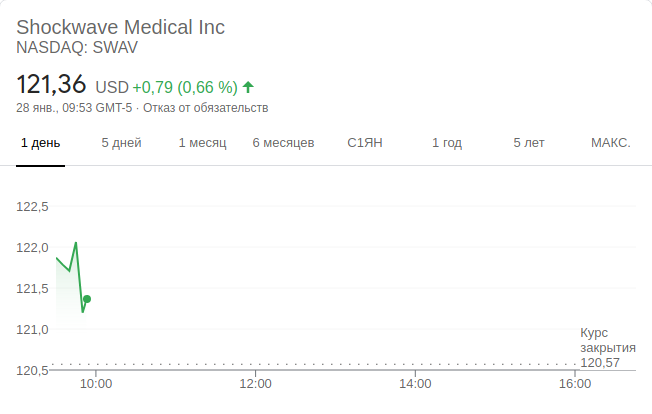 Shockwave Medical Inc
NASDAQ: SWAV
121,36 USD +0,79 (0,66 %)
28 янв., 09:53 GMT-5 · Отказ от обязательств
1 день 5 дней 1 месяц 6 месяцев С1ЯН 1 год 5 лет МАКС.
122,5
122,0
121,5
121,0
120,5
Курс
закрытия
120,57
10:00 12:00 14:00 16:00